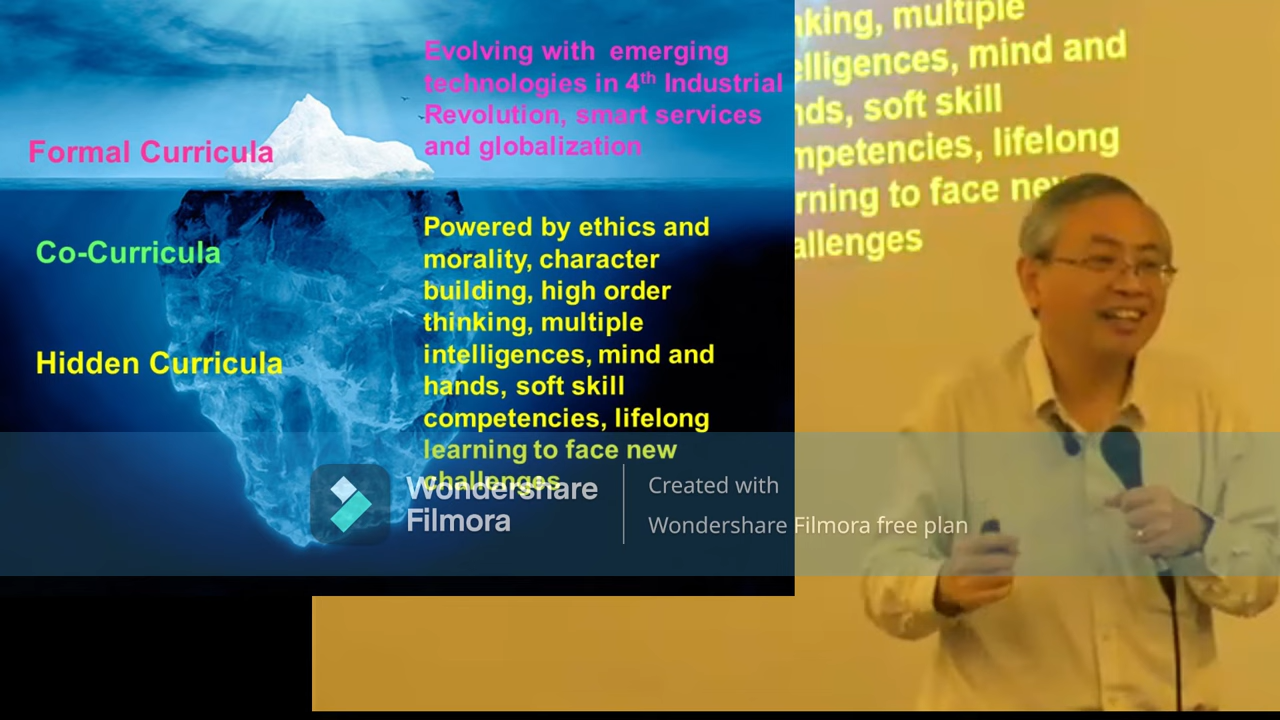 Evolving with emerging
technologies in 4th Industrial
Revolution, smart services
and globalization
Formal Curricula
Co-Curricula
Hidden Curricula
Powered by ethics and
morality, character
building, high order
thinking, multiple
intelligences, mind and
hands, soft skill
competencies, lifelong
learning to face new
challenges
nking, multiple
elligences, mind and
nds, soft skill
mpetencies, lifelong
rning to face new
allenges
Wondershare
Filmora
Created with
Wondershare Filmora free plan